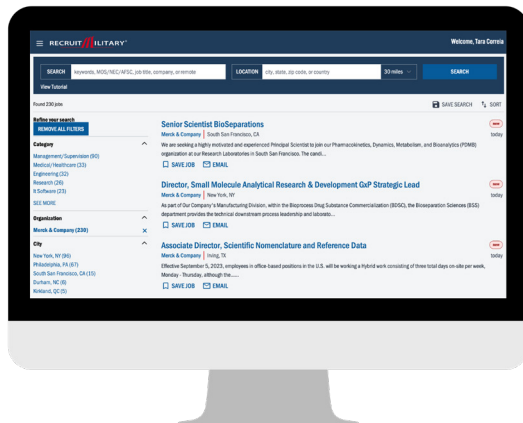 RECRUIT MILITARY
Welcome, Tara Correia
SEARCH keywords, MOS/NEC/AFSC, job title, company, or remote LOCATION city, state, zip code, or country 30 miles SEARCH
View Tutorial
Found 230 jobs SAVE SEARCH SORT
Refine your search
REMOVE ALL FILTERS
Category
Management/Supervision (90)
Medical/Healthcare (33)
Engineering (32)
Research (26)
It Software (23)
SEE MORE
Organization
Merck & Company (230) X
City
New York, NY (96)
Philadelphia, PA (67)
South San Francisco, CA (15)
Durham, NC (6)
Kirkland, QC (5)
Senior Scientist BioSeparations new
Merck & Company | South San Francisco, CA today
We are seeking a highly motivated and experienced Principal Scientist to join our Pharmacokinetics, Dynamics, Metabolism, and Bioanalytics (PDMB)
organization at our Research Laboratories in South San Francisco. The candi...
SAVE JOB EMAIL
Director, Small Molecule Analytical Research & Development GxP Strategic Lead new
Merck & Company | New York, NY today
As part of Our Company's Manufacturing Division, within the Bioprocess Drug Substance Commercialization (BDSC), the Bioseparation Sciences (BSS)
department provides the technical downstream process leadership and laborato...
SAVE JOB EMAIL
Associate Director, Scientific Nomenclature and Reference Data new
Merck & Company | Irving, TX today
Effective September 5, 2023, employees in office-based positions in the U.S. will be working a Hybrid work consisting of three total days on-site per week,
Monday - Thursday, although the......
SAVE JOB EMAIL